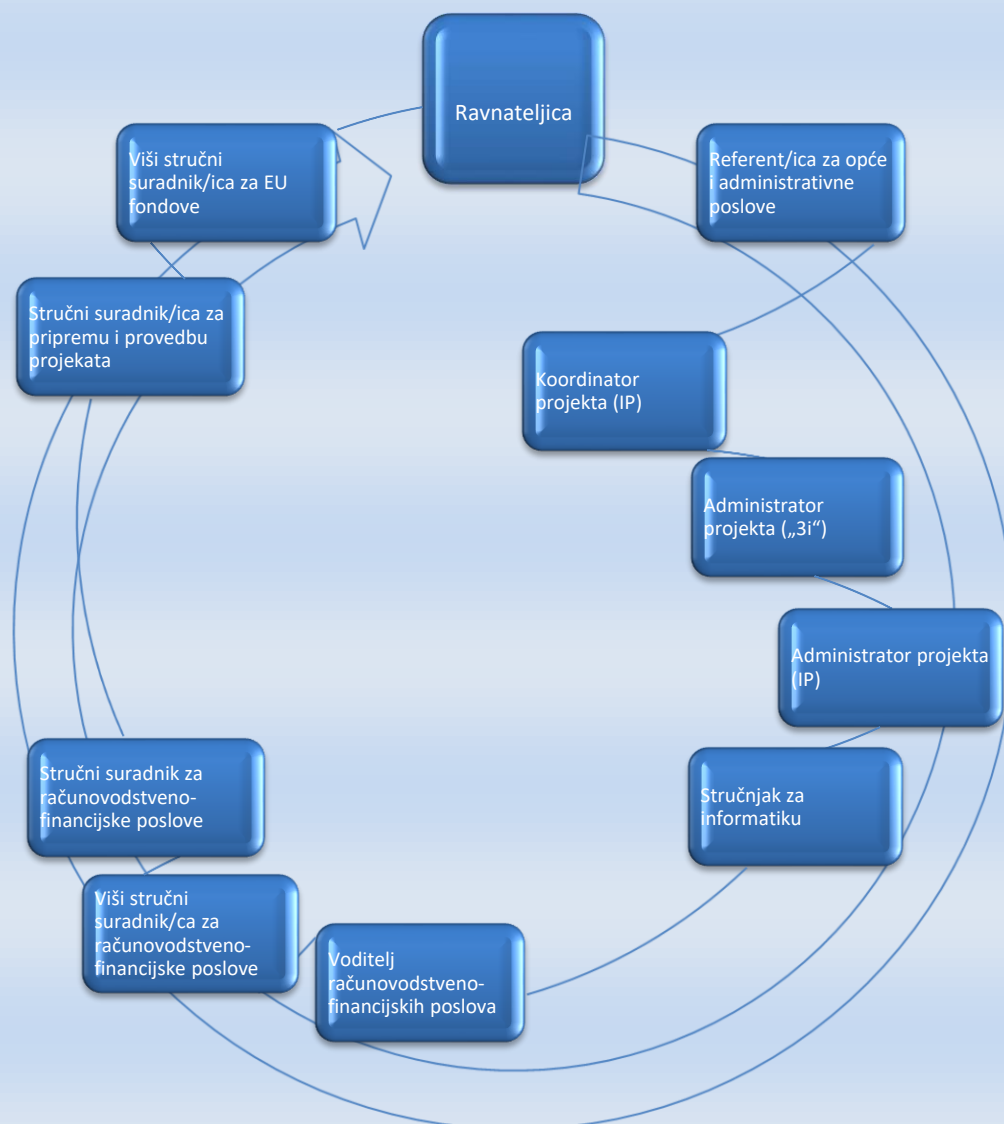 Ravnateljica
Referent/ica za opće
i administrativne
poslove
Koordinator
projekta (IP)
Administrator
projekta („3i“)
Administrator projekta
(IP)
Stručnjak za
informatiku
Voditelj
računovodstveno-
financijskih poslova
Viši stručni
suradnik/ca za
računovodstveno-
financijske poslove
Stručni suradnik za
računovodstveno-
financijske poslove
Stručni suradnik/ica za
pripremu i provedbu
projekata
Viši stručni
suradnik/ica za EU
fondove